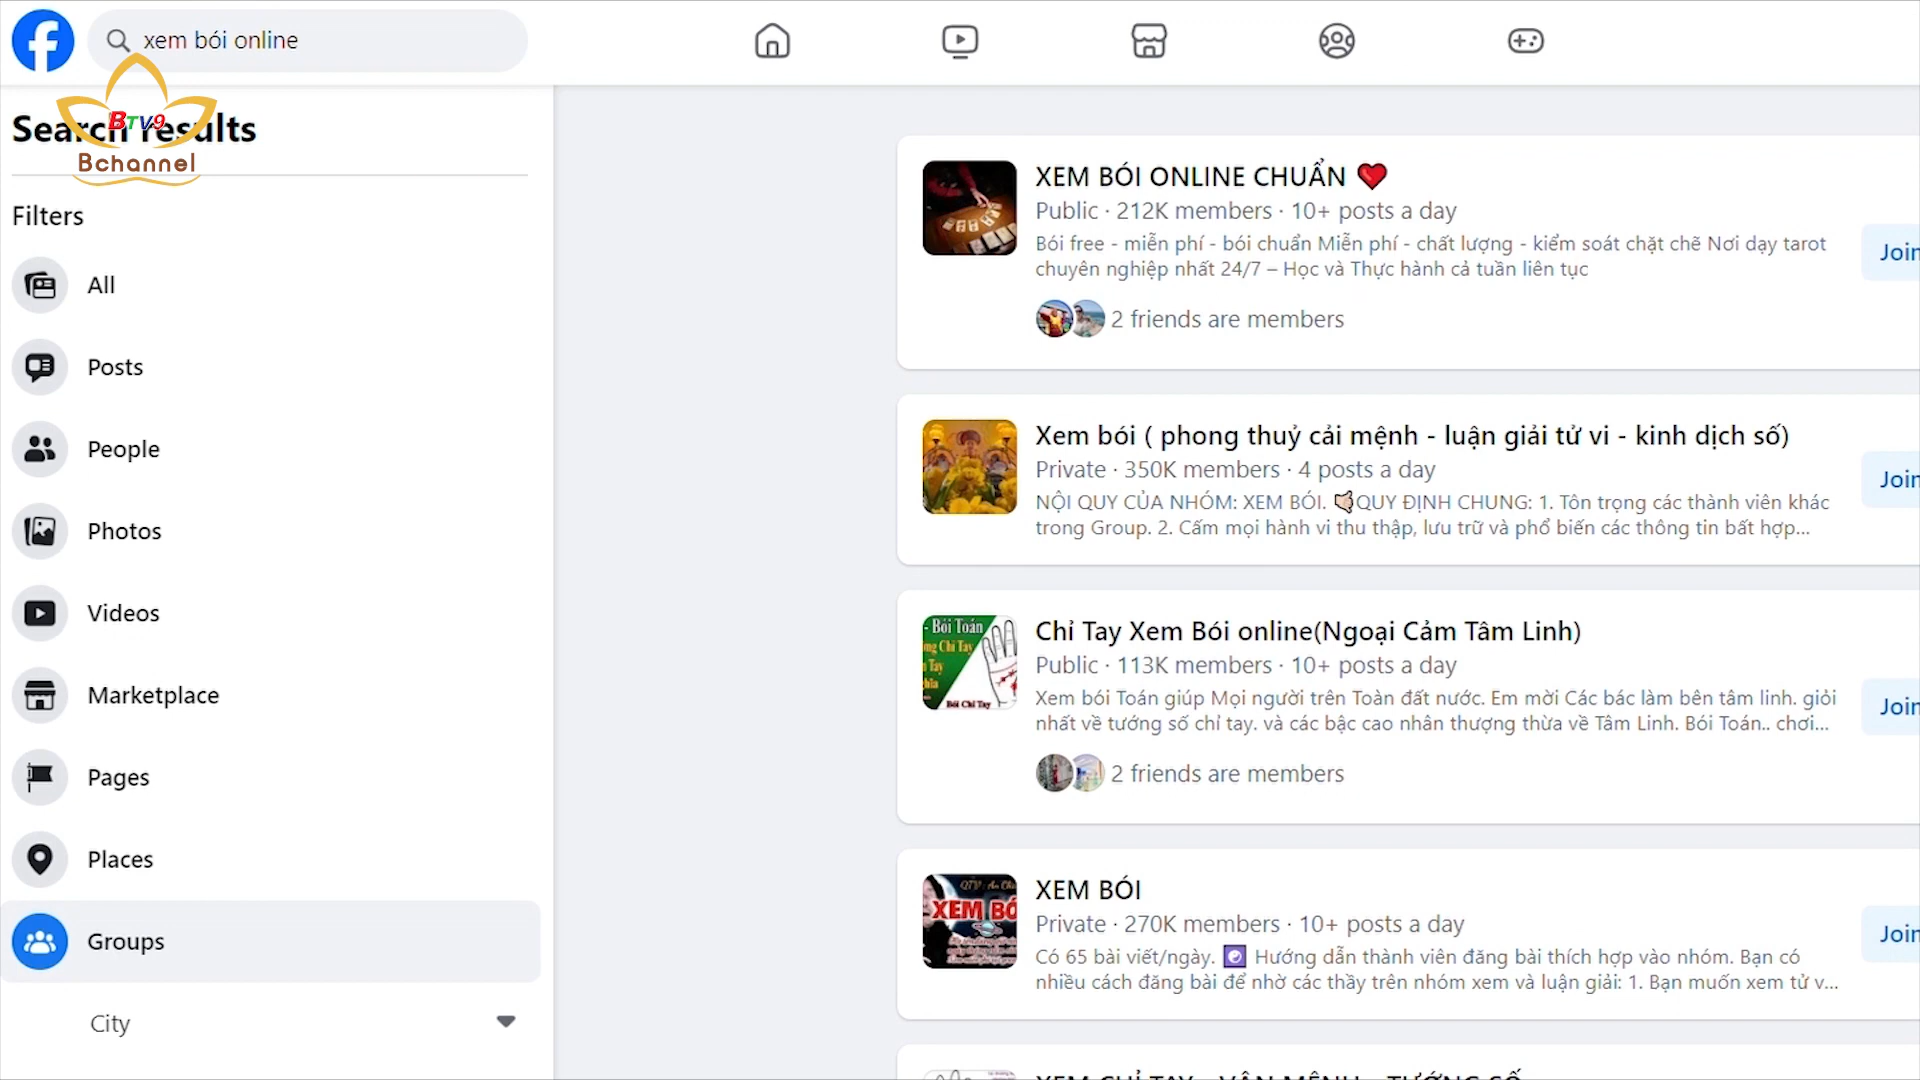 xem bói online
BTV9
Bchannel
Search results
Filters
All
Posts
People
Photos
Videos
Marketplace
Pages
Places
Groups
City
XEM BÓI ONLINE CHUẨN ❤️
Public · 212K members · 10+ posts a day
Bói free - miễn phí - bói chuẩn Miễn phí - chất lượng - kiểm soát chặt chẽ Nơi dạy tarot
chuyên nghiệp nhất 24/7 – Học và Thực hành cả tuần liên tục
2 friends are members
Join
Xem bói ( phong thuỷ cải mệnh - luận giải tử vi - kinh dịch số)
Private · 350K members · 4 posts a day
NỘI QUY CỦA NHÓM: XEM BÓI. QUY ĐỊNH CHUNG: 1. Tôn trọng các thành viên khác
trong Group. 2. Cấm mọi hành vi thu thập, lưu trữ và phổ biến các thông tin bất hợp...
Join
- Bói Toán
Chỉ Tay
Tay
Bói Chỉ Tay
Chỉ Tay Xem Bói online(Ngoại Cảm Tâm Linh)
Public · 113K members · 10+ posts a day
Xem bói Toán giúp Mọi người trên Toàn đất nước. Em mời Các bác làm bên tâm linh. giỏi
nhất về tướng số chỉ tay. và các bậc cao nhân thượng thừa về Tâm Linh. Bói Toán.. chơi...
2 friends are members
Join
XEM BÓ
XEM BÓI
Private · 270K members · 10+ posts a day
Có 65 bài viết/ngày. Hướng dẫn thành viên đăng bài thích hợp vào nhóm. Bạn có
nhiều cách đăng bài để nhờ các thầy trên nhóm xem và luận giải: 1. Bạn muốn xem tử v...
Join
XEM CHỈ TAY - VẬN MỆNH - TƯỚNG SỐ